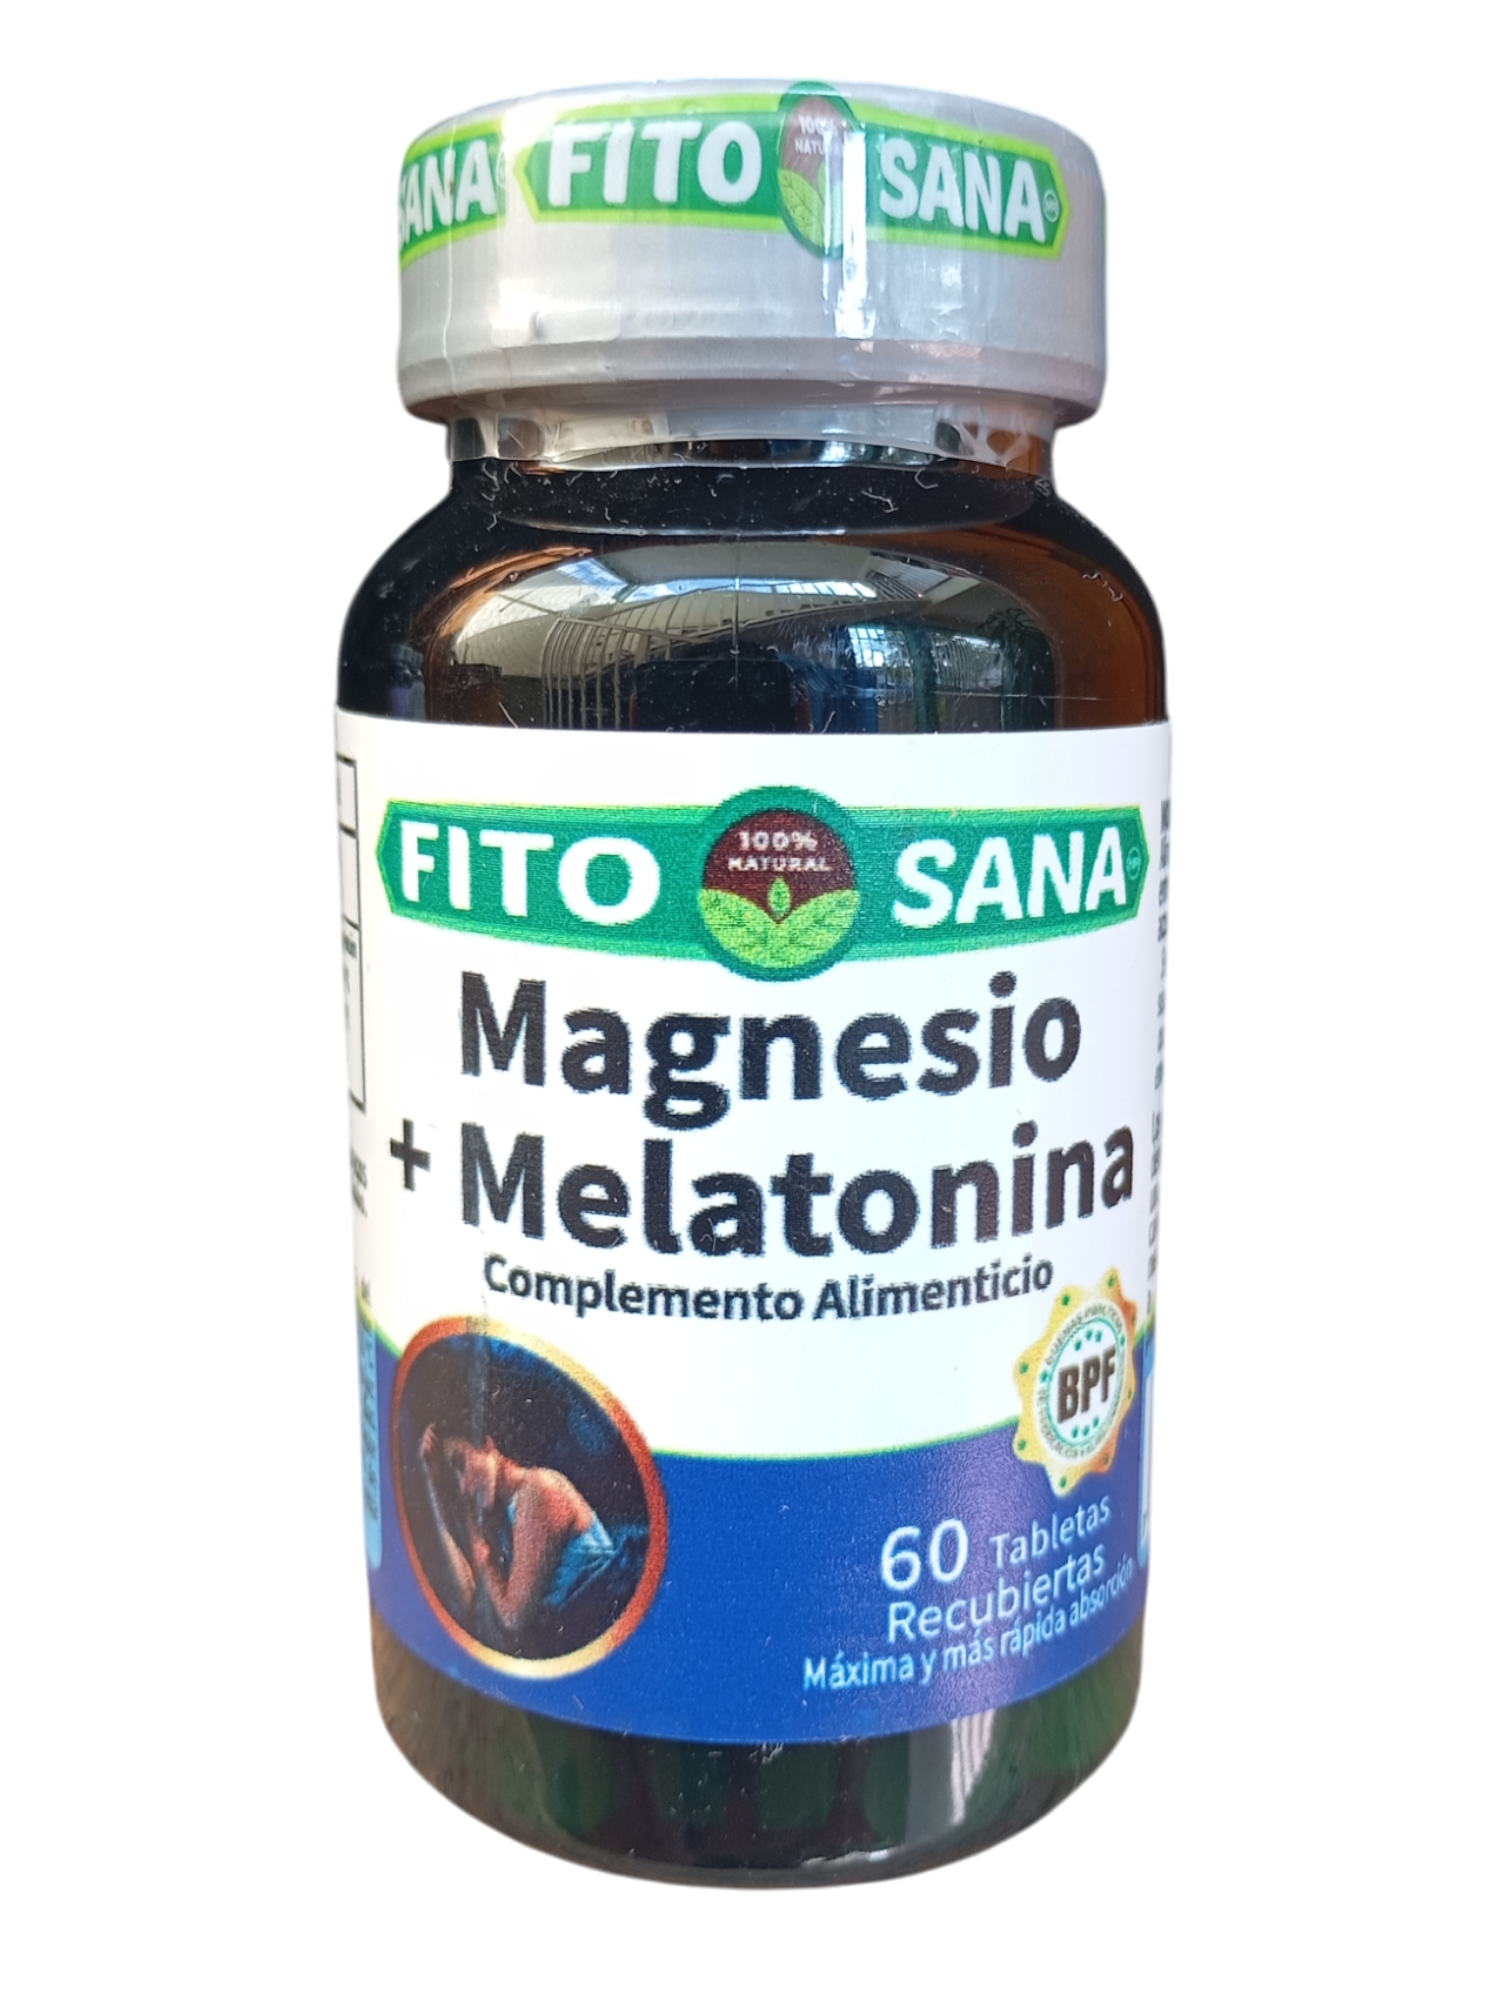 SANA FITO 100% NATURAL SANA
FITO 100% NATURAL SANA
Magnesio
+ Melatonina
Complemento Alimenticio
BPF
60 Tabletas
Recubiertas
Máxima y más rápida absorción